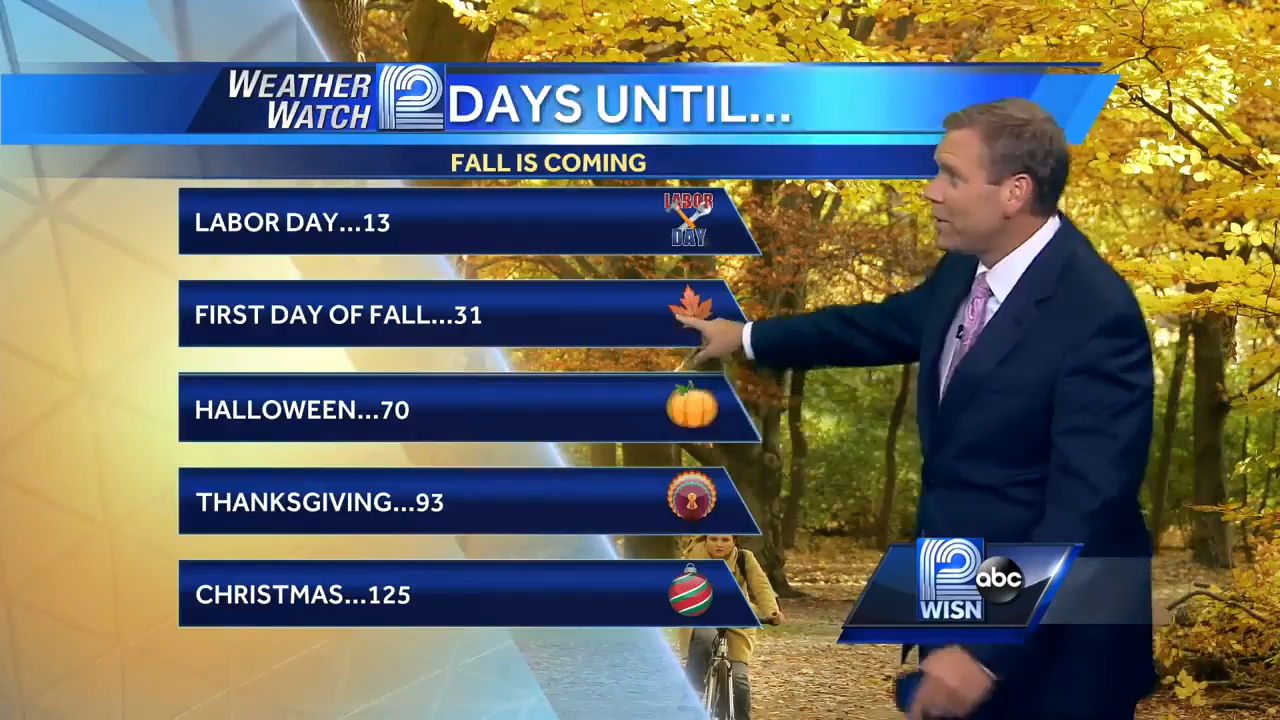 WEATHER
WATCH 12
DAYS UNTIL...
FALL IS COMING
LABOR DAY...13
LABOR
DAY
FIRST DAY OF FALL...31
HALLOWEEN...70
THANKSGIVING...93
CHRISTMAS...125
12
abc
WISN